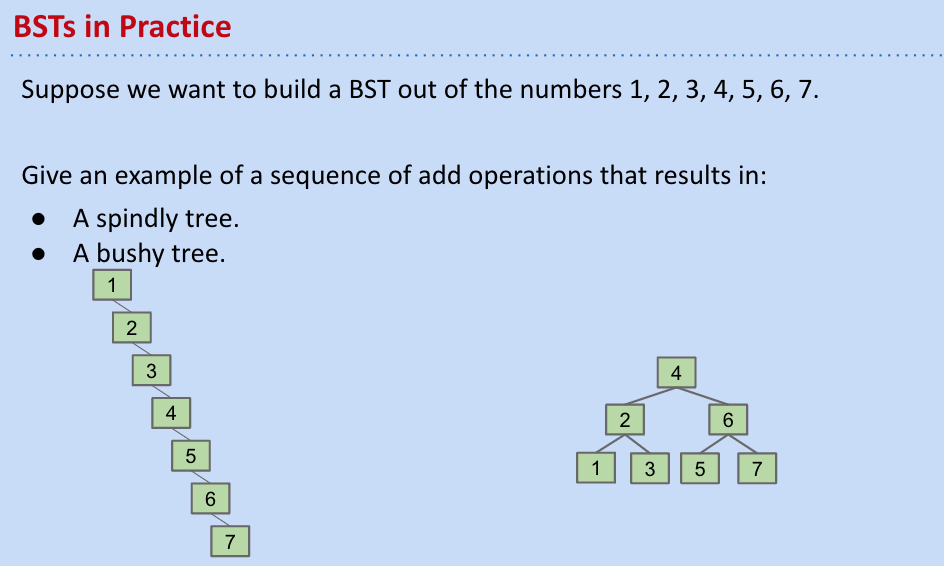 BSTs in Practice
Suppose we want to build a BST out of the numbers 1, 2, 3, 4, 5, 6, 7.
Give an example of a sequence of add operations that results in:
● A spindly tree.
● A bushy tree.
1
2
3
4
5
6
7
4
2 6
1 3 5 7